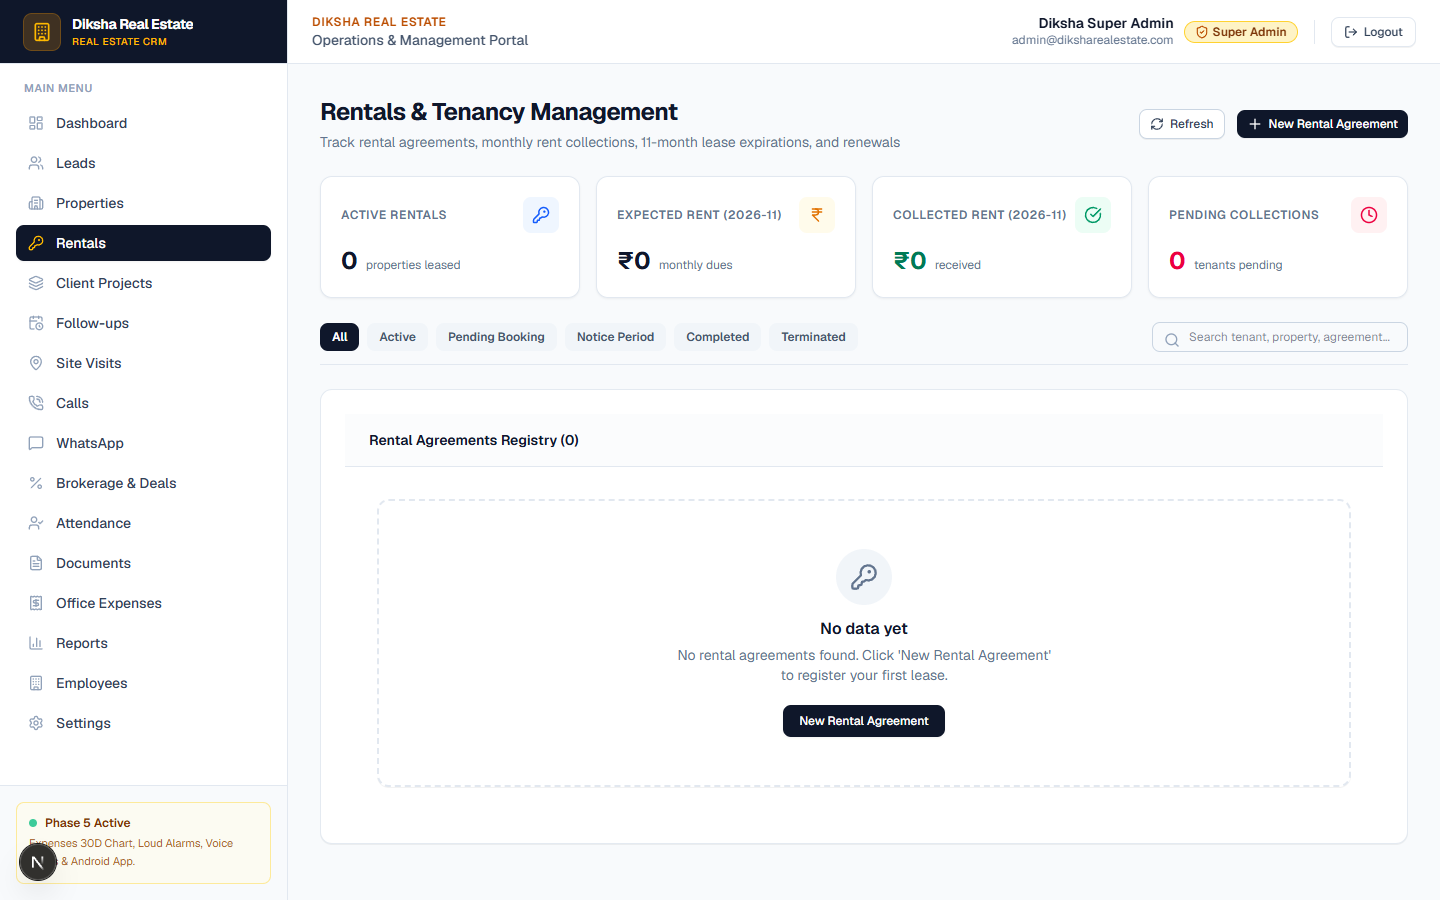 Diksha Real Estate
REAL ESTATE CRM
DIKSHA REAL ESTATE
Operations & Management Portal
Diksha Super Admin
admin@diksharealestate.com
Super Admin
Logout
MAIN MENU
Dashboard
Leads
Properties
Rentals
Client Projects
Follow-ups
Site Visits
Calls
WhatsApp
Brokerage & Deals
Attendance
Documents
Office Expenses
Reports
Employees
Settings
Phase 5 Active
Expenses 30D Chart, Loud Alarms, Voice
& Android App.
N
Rentals & Tenancy Management
Track rental agreements, monthly rent collections, 11-month lease expirations, and renewals
Refresh
New Rental Agreement
ACTIVE RENTALS
0 properties leased
EXPECTED RENT (2026-11)
₹
₹0 monthly dues
COLLECTED RENT (2026-11)
₹0 received
PENDING COLLECTIONS
0 tenants pending
All
Active
Pending Booking
Notice Period
Completed
Terminated
Search tenant, property, agreement...
Rental Agreements Registry (0)
No data yet
No rental agreements found. Click 'New Rental Agreement'
to register your first lease.
New Rental Agreement